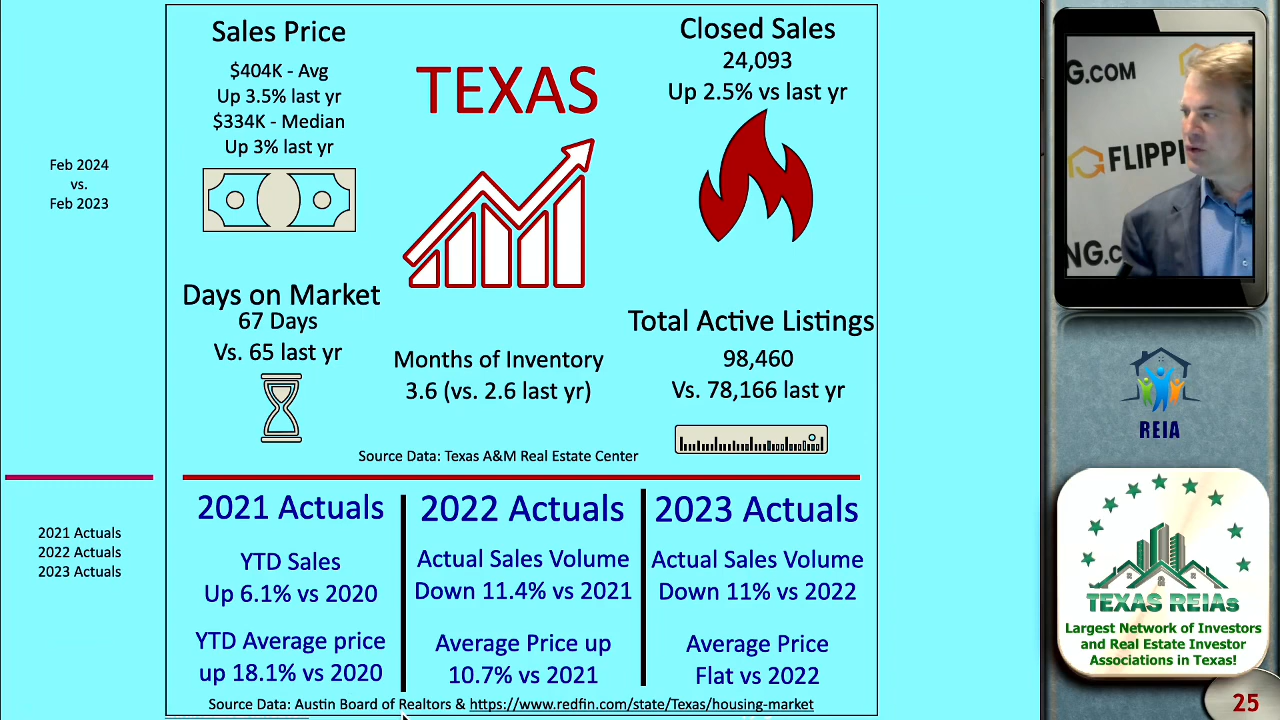 Sales Price
$404K - Avg
Up 3.5% last yr
$334K - Median
Up 3% last yr
TEXAS
Closed Sales
24,093
Up 2.5% vs last yr
Feb 2024
vs.
Feb 2023
Days on Market
67 Days
Vs. 65 last yr
Months of Inventory
3.6 (vs. 2.6 last yr)
Total Active Listings
98,460
Vs. 78,166 last yr
Source Data: Texas A&M Real Estate Center
2021 Actuals
2022 Actuals
2023 Actuals
2021 Actuals
YTD Sales
Up 6.1% vs 2020
YTD Average price
up 18.1% vs 2020
2022 Actuals
Actual Sales Volume
Down 11.4% vs 2021
Average Price up
10.7% vs 2021
2023 Actuals
Actual Sales Volume
Down 11% vs 2022
Average Price
Flat vs 2022
Source Data: Austin Board of Realtors & https://www.redfin.com/state/Texas/housing-market
G.COM
FLIPPI
NG.C
REIA
TEXAS REIAs
Largest Network of Investors
and Real Estate Investor
Associations in Texas!
25